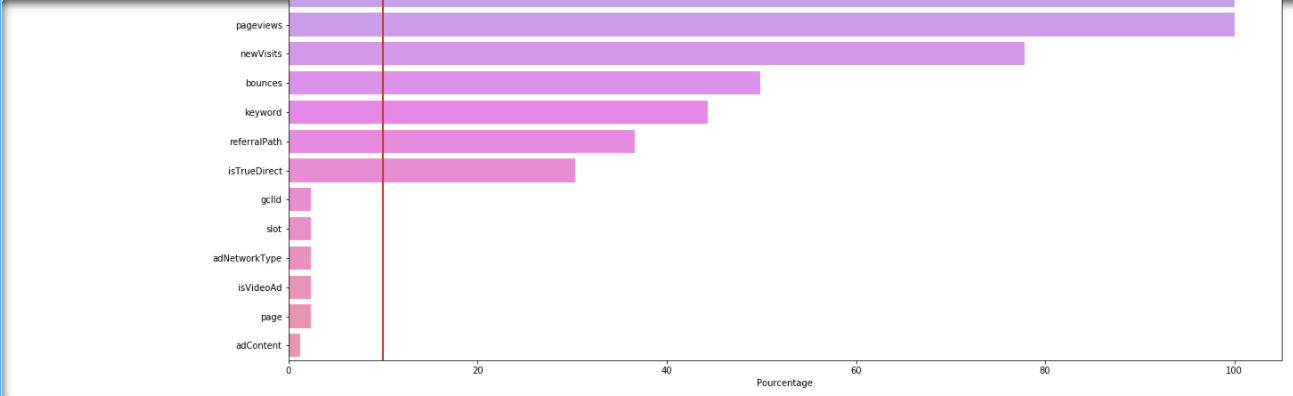 pageviews
newVisits
bounces
keyword
referralPath
isTrueDirect
gclId
slot
adNetworkType
isVideoAd
page
adContent
0 20 40 60 80 100
Pourcentage